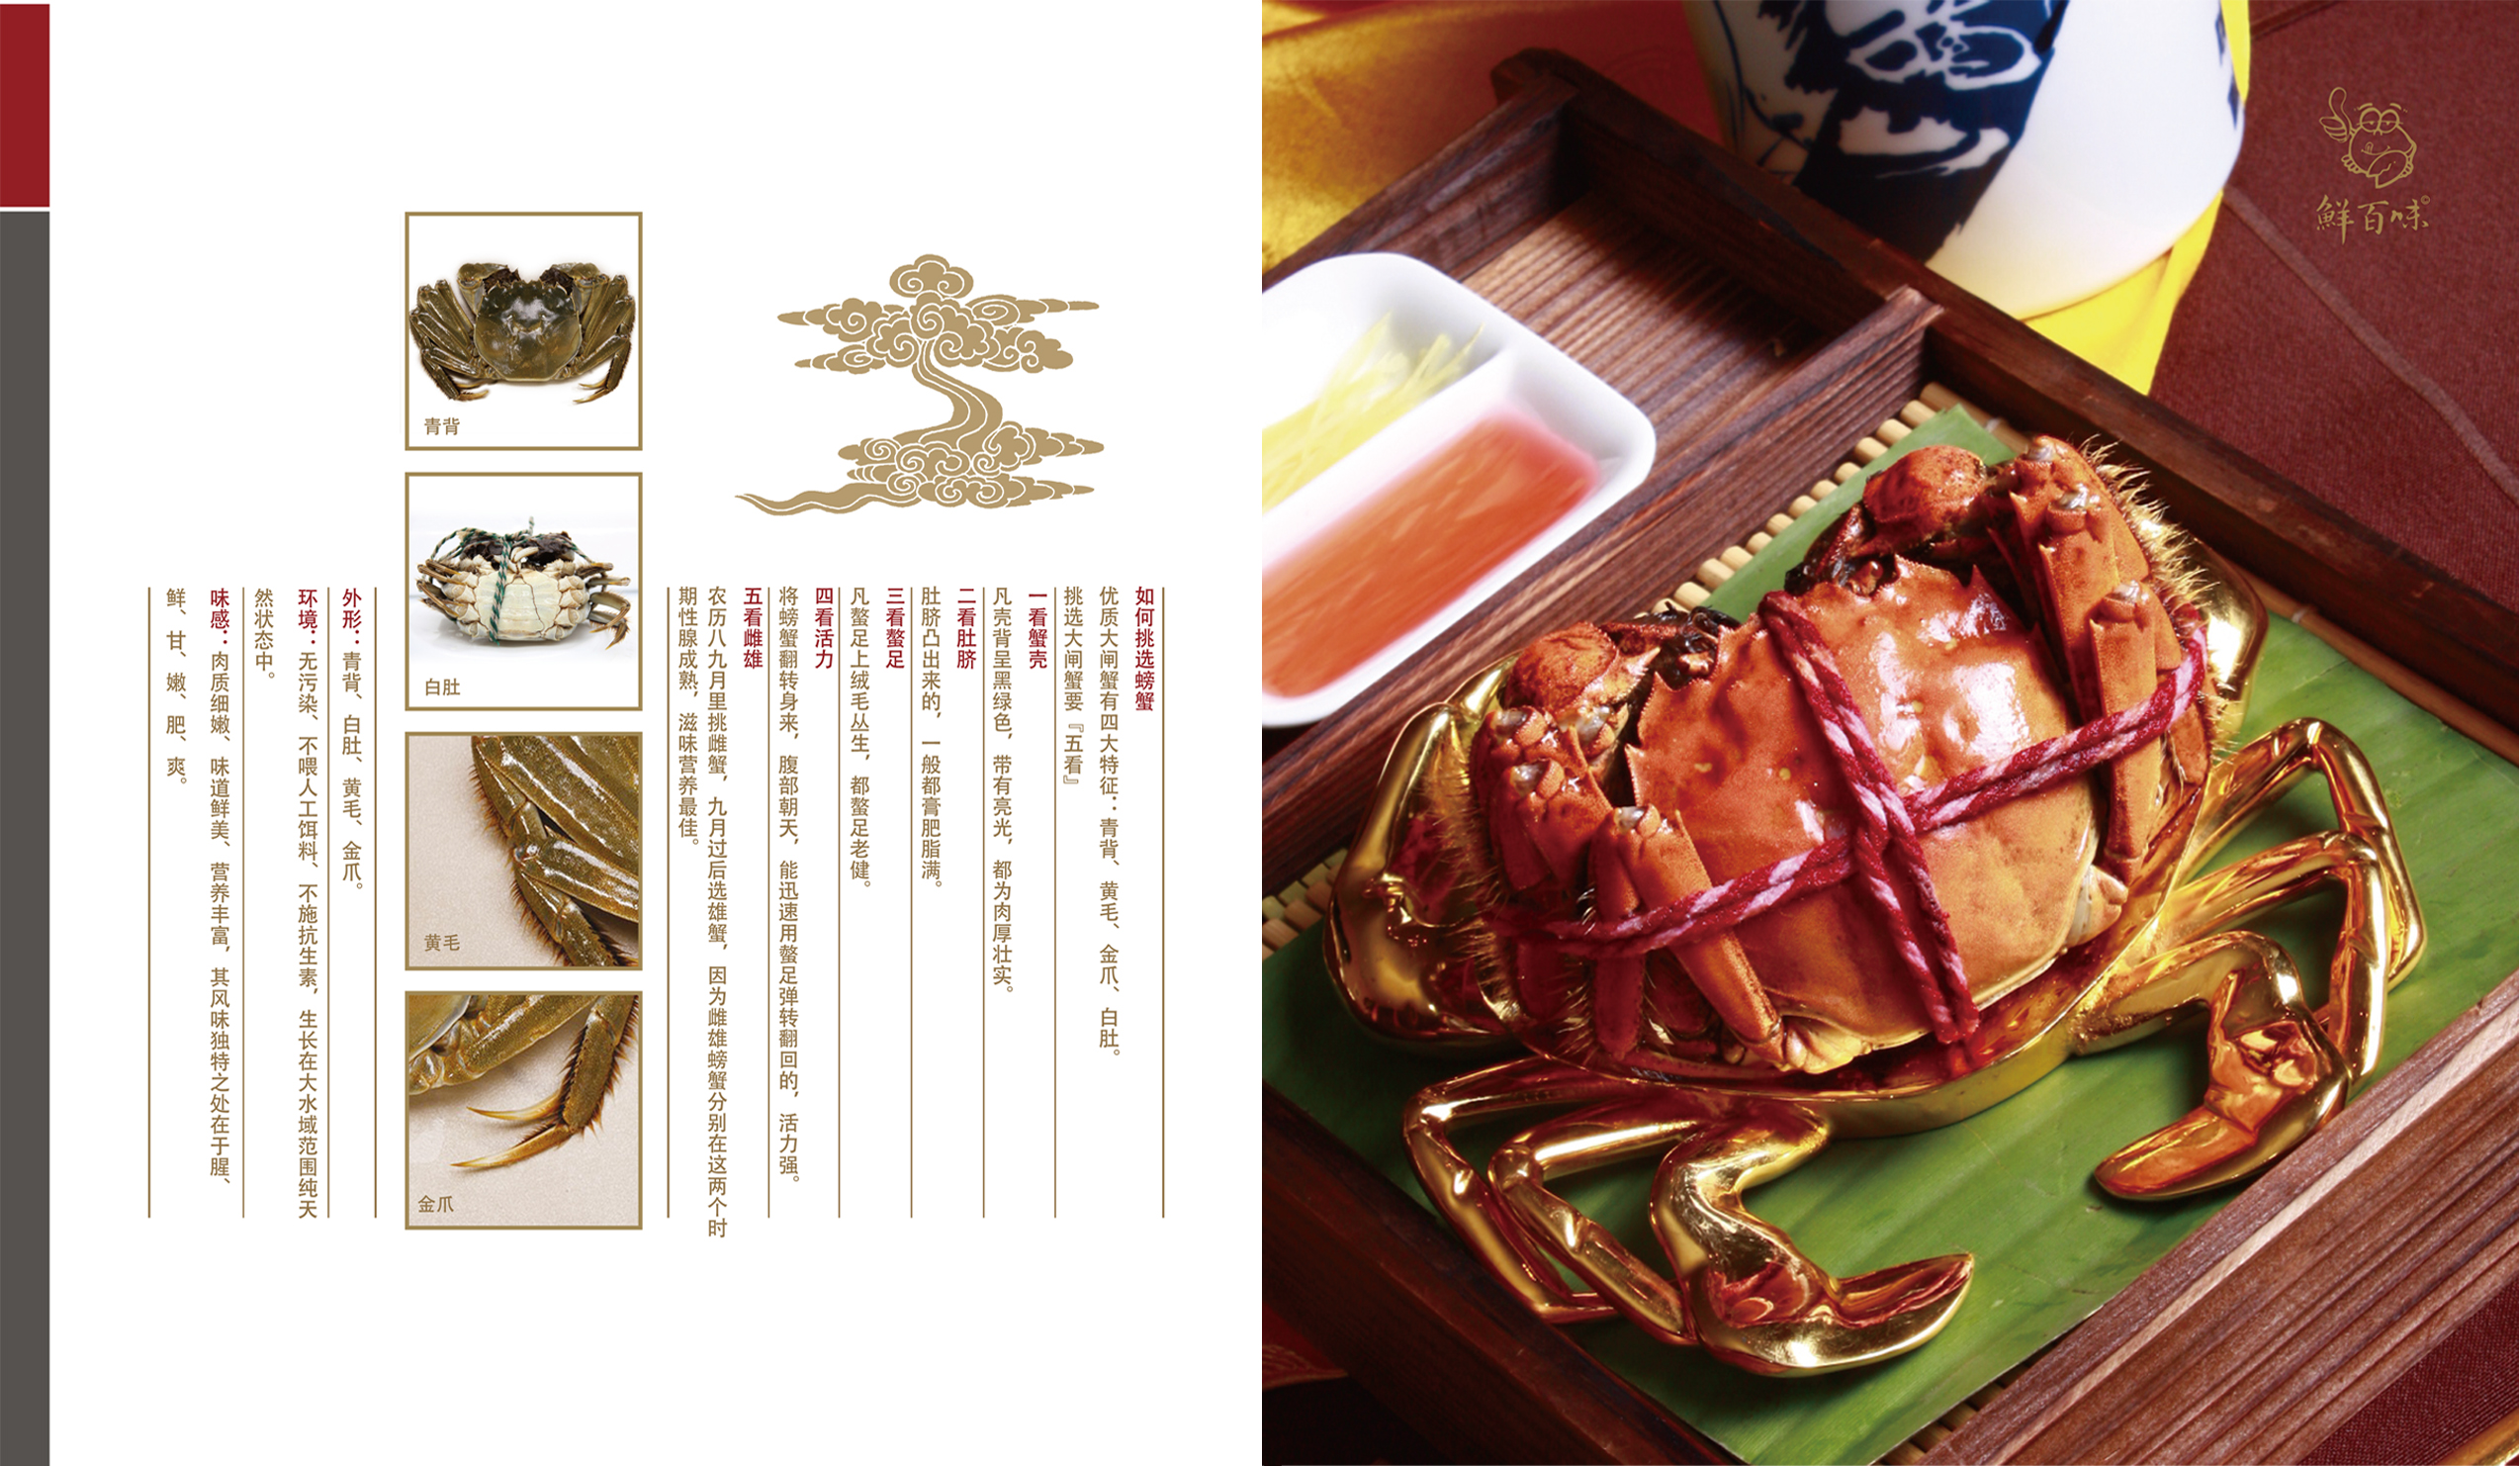 如何挑选螃蟹
优质大闸蟹有四大特征：青背、黄毛、金爪、白肚。
挑选大闸蟹要『五看』
一看蟹壳
凡壳背呈黑绿色，带有亮光，都为肉厚壮实。
二看肚脐
肚脐凸出来的，一般都膏肥脂满。
三看螯足
凡螯足上绒毛丛生，都螯足老健。
四看活力
将螃蟹翻转身来，腹部朝天，能迅速用螯足弹转翻回的，活力强。
五看雌雄
农历八九月里挑雌蟹，九月过后选雄蟹，因为雌雄螃蟹分别在这两个时
期性腺成熟，滋味营养最佳。
青背
白肚
黄毛
金爪
外形：青背、白肚、黄毛、金爪。
环境：无污染、不喂人工饵料、不施抗生素，生长在大水域范围纯天
然状态中。
味感：肉质细嫩、味道鲜美、营养丰富，其风味独特之处在于腥、
鲜、甘、嫩、肥、爽。
鮮百味©